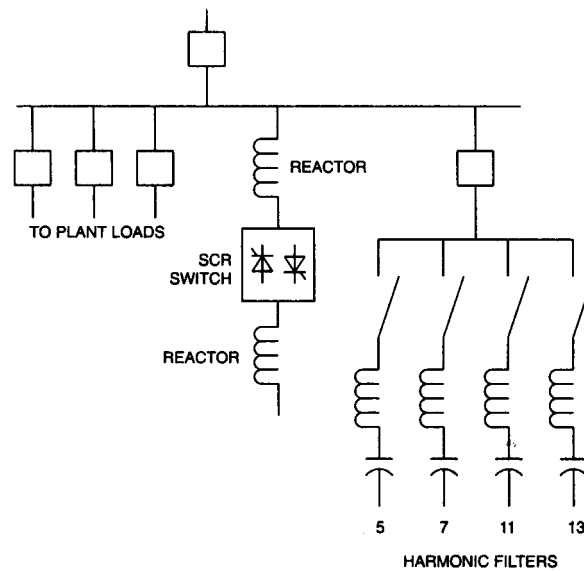 REACTOR
TO PLANT LOADS
SCR
SWITCH
REACTOR
5 7 11 13
HARMONIC FILTERS